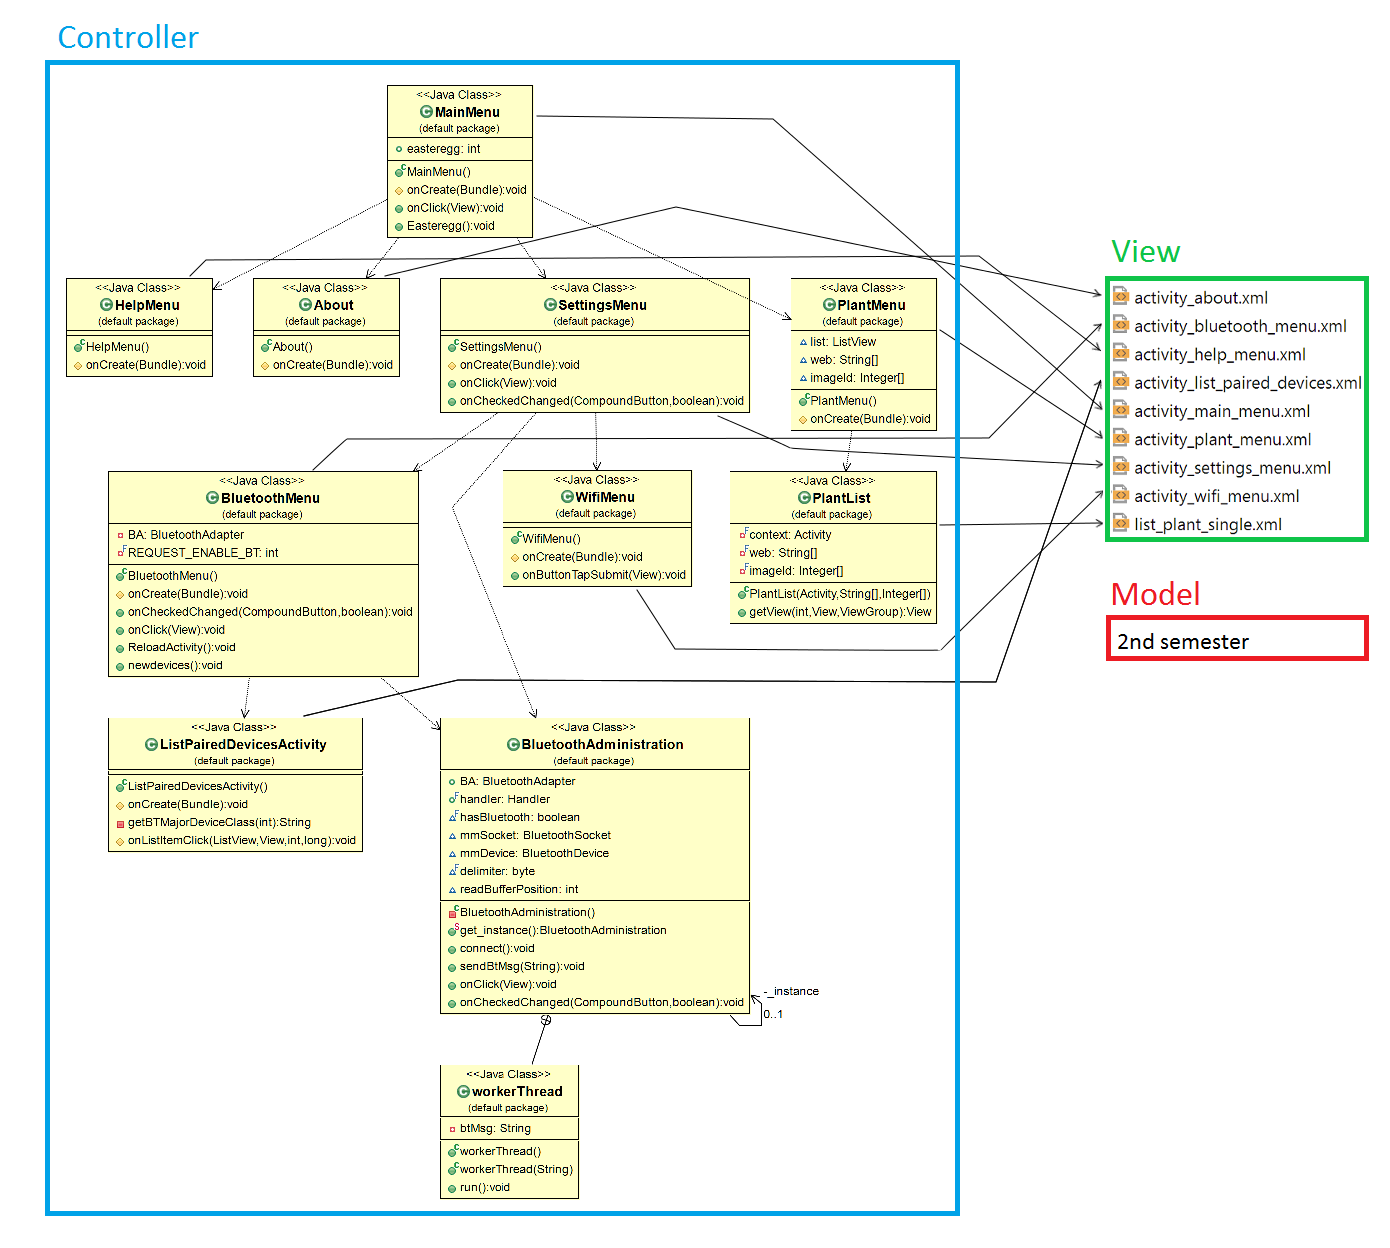 Controller
<<Java Class>>
MainMenu
(default package)
easteregg: int
MainMenu()
onCreate(Bundle):void
onClick(View):void
Easteregg():void
<<Java Class>>
HelpMenu
(default package)
HelpMenu()
onCreate(Bundle):void
<<Java Class>>
About
(default package)
About()
onCreate(Bundle):void
<<Java Class>>
SettingsMenu
(default package)
SettingsMenu()
onCreate(Bundle):void
onClick(View):void
onCheckedChanged(CompoundButton,boolean):void
<<Java Class>>
PlantMenu
(default package)
list: ListView
web: String[]
imageId: Integer[]
PlantMenu()
onCreate(Bundle):void
<<Java Class>>
BluetoothMenu
(default package)
BA: BluetoothAdapter
REQUEST_ENABLE_BT: int
BluetoothMenu()
onCreate(Bundle):void
onCheckedChanged(CompoundButton,boolean):void
onClick(View):void
ReloadActivity():void
newdevices():void
<<Java Class>>
WifiMenu
(default package)
WifiMenu()
onCreate(Bundle):void
onButtonTapSubmit(View):void
<<Java Class>>
PlantList
(default package)
context: Activity
web: String[]
imageId: Integer[]
PlantList(Activity,String[],Integer[])
getView(int,View,ViewGroup):View
<<Java Class>>
ListPairedDevicesActivity
(default package)
ListPairedDevicesActivity()
onCreate(Bundle):void
getBTMajorDeviceClass(int):String
onListItemClick(ListView,View,int,long):void
<<Java Class>>
BluetoothAdministration
(default package)
BA: BluetoothAdapter
handler: Handler
hasBluetooth: boolean
mmSocket: BluetoothSocket
mmDevice: BluetoothDevice
delimiter: byte
readBufferPosition: int
BluetoothAdministration()
get_instance():BluetoothAdministration
connect():void
sendBtMsg(String):void
onClick(View):void
onCheckedChanged(CompoundButton,boolean):void
-_instance
0..1
<<Java Class>>
workerThread
(default package)
btMsg: String
workerThread()
workerThread(String)
run():void
View
activity_about.xml
activity_bluetooth_menu.xml
activity_help_menu.xml
activity_list_paired_devices.xml
activity_main_menu.xml
activity_plant_menu.xml
activity_settings_menu.xml
activity_wifi_menu.xml
list_plant_single.xml
Model
2nd semester